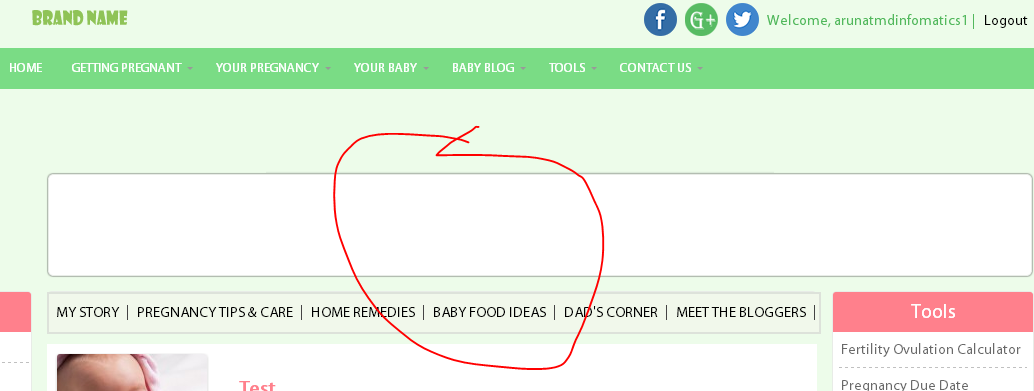 BRAND NAME
Welcome, arunatmdinfomatics1 | Logout
HOME GETTING PREGNANT YOUR PREGNANCY YOUR BABY BABY BLOG TOOLS CONTACT US
MY STORY | PREGNANCY TIPS & CARE | HOME REMEDIES | BABY FOOD IDEAS | DAD'S CORNER | MEET THE BLOGGERS |
Tools
Fertility Ovulation Calculator
Test
Pregnancy Due Date